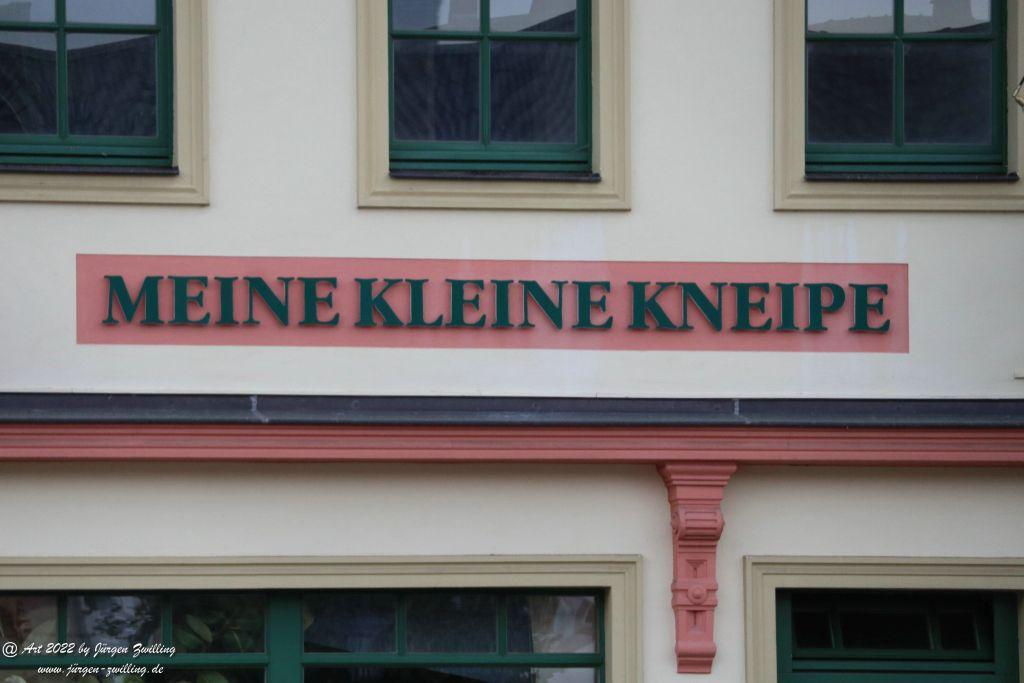 MEINE KLEINE KNEIPE
@ Art 2022 by Jürgen Zwilling
www.jürgen-zwilling.de